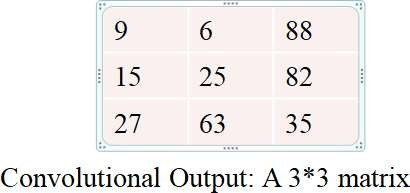 9 6 88
15 25 82
27 63 35
Convolutional Output: A 3*3 matrix